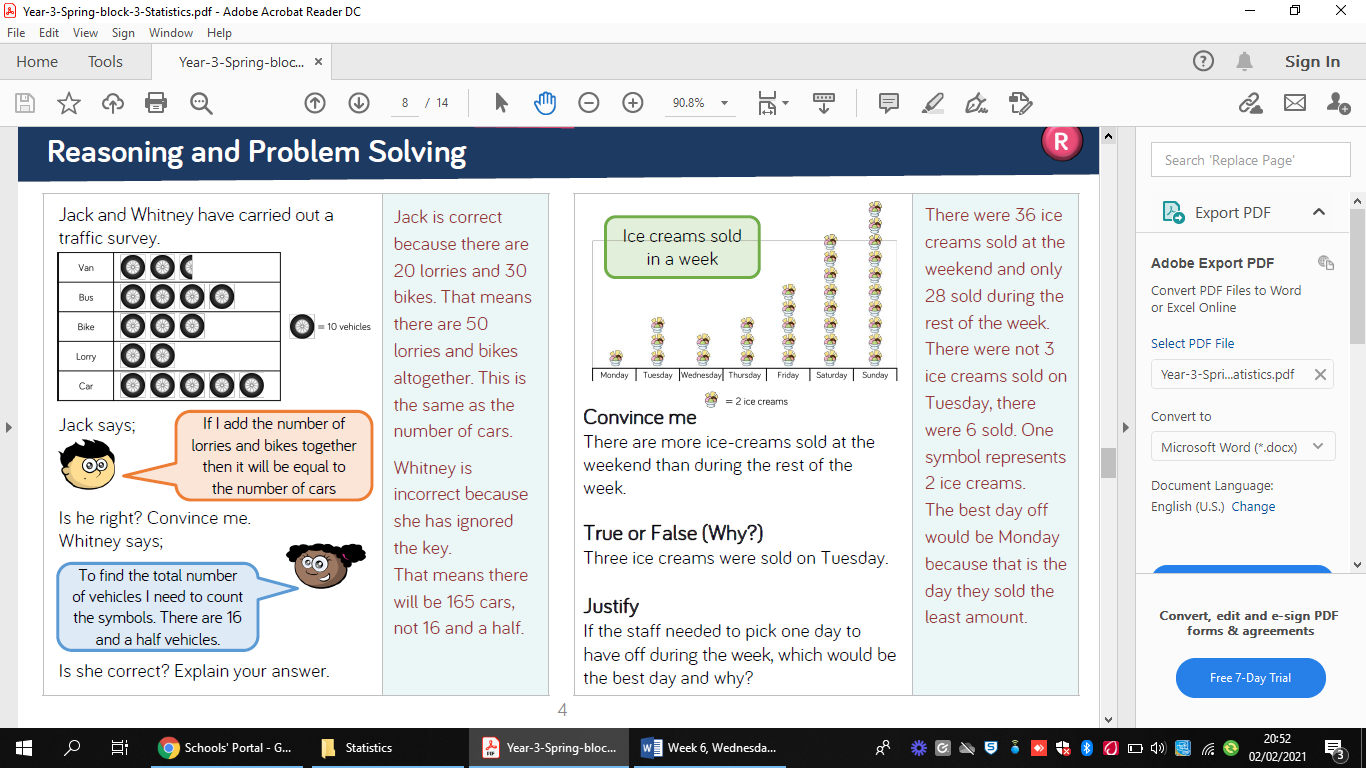 Year-3-Spring-block-3-Statistics.pdf - Adobe Acrobat Reader DC
File Edit View Sign Window Help
Home Tools Year-3-Spring-bloc... ×
Sign In
8 / 14
90.8%
Reasoning and Problem Solving
R
Jack and Whitney have carried out a
traffic survey.
Van
Bus
Bike
Lorry
Car
= 10 vehicles
Jack says;
If I add the number of
lorries and bikes together
then it will be equal to
the number of cars
Is he right? Convince me.
Whitney says;
To find the total number
of vehicles I need to count
the symbols. There are 16
and a half vehicles.
Is she correct? Explain your answer.
Jack is correct
because there are
20 lorries and 30
bikes. That means
there are 50
lorries and bikes
altogether. This is
the same as the
number of cars.
Whitney is
incorrect because
she has ignored
the key.
That means there
will be 165 cars,
not 16 and a half.
Ice creams sold
in a week
Monday Tuesday Wednesday Thursday Friday Saturday Sunday
= 2 ice creams
Convince me
There are more ice-creams sold at the
weekend than during the rest of the
week.
True or False (Why?)
Three ice creams were sold on Tuesday.
Justify
If the staff needed to pick one day to
have off during the week, which would be
the best day and why?
There were 36 ice
creams sold at the
weekend and only
28 sold during the
rest of the week.
There were not 3
ice creams sold on
Tuesday, there
were 6 sold. One
symbol represents
2 ice creams.
The best day off
would be Monday
because that is the
day they sold the
least amount.
4
Search 'Replace Page'
Export PDF
Adobe Export PDF
Convert PDF Files to Word
or Excel Online
Select PDF File
Year-3-Spri...atistics.pdf
Convert to
Microsoft Word (*.docx)
Document Language:
English (U.S.) Change
Convert, edit and e-sign PDF
forms & agreements
Free 7-Day Trial
Schools' Portal - G...
Statistics
Year-3-Spring-bloc...
Week 6, Wednesda...
20:52
02/02/2021
3